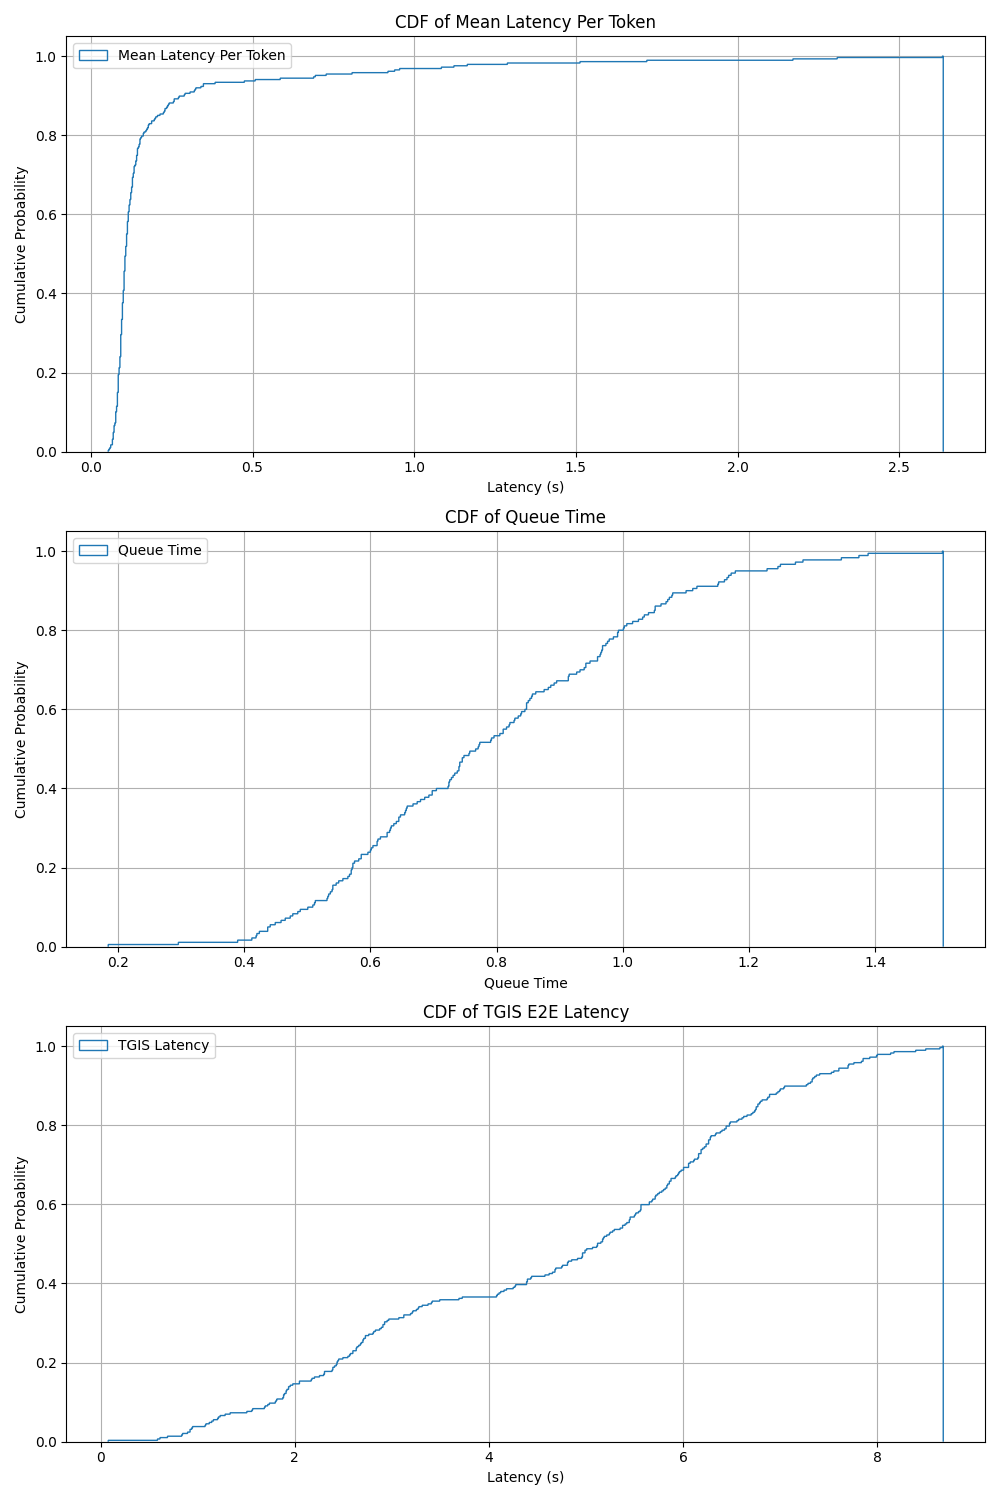 CDF of Mean Latency Per Token
Mean Latency Per Token
1.0
0.8
0.6
0.4
0.2
0.0
Cumulative Probability
0.0 0.5 1.0 1.5 2.0 2.5
Latency (s)
CDF of Queue Time
Queue Time
1.0
0.8
0.6
0.4
0.2
0.0
Cumulative Probability
0.2 0.4 0.6 0.8 1.0 1.2 1.4
Queue Time
CDF of TGIS E2E Latency
TGIS Latency
1.0
0.8
0.6
0.4
0.2
0.0
Cumulative Probability
0 2 4 6 8
Latency (s)